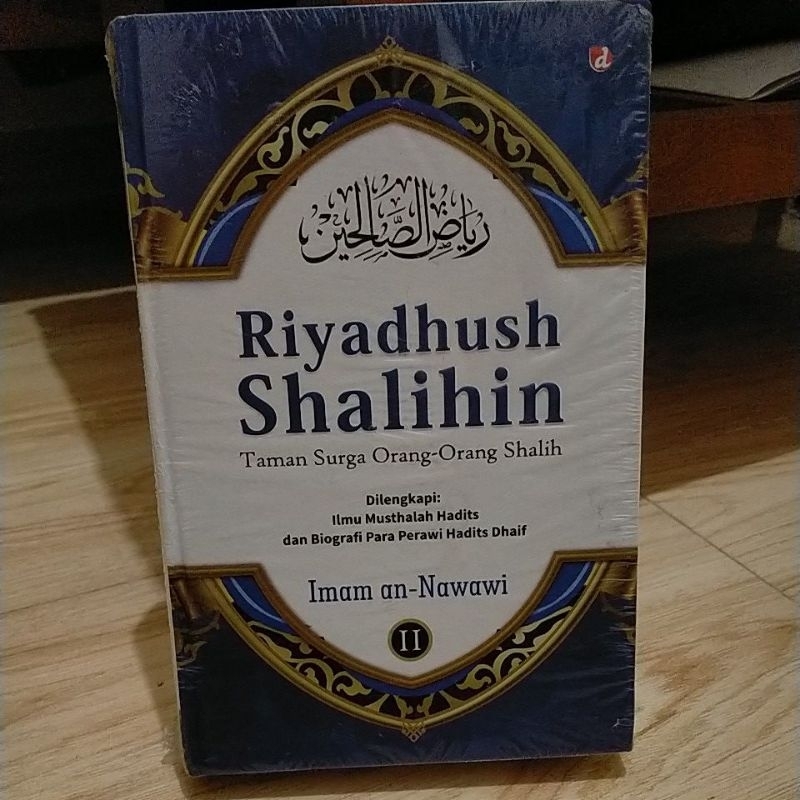 d
رياض الصالحين
Riyadhush
Shalihin
Taman Surga Orang-Orang Shalih
Dilengkapi:
Ilmu Musthalah Hadits
dan Biografi Para Perawi Hadits Dhaif
Imam an-Nawawi
II